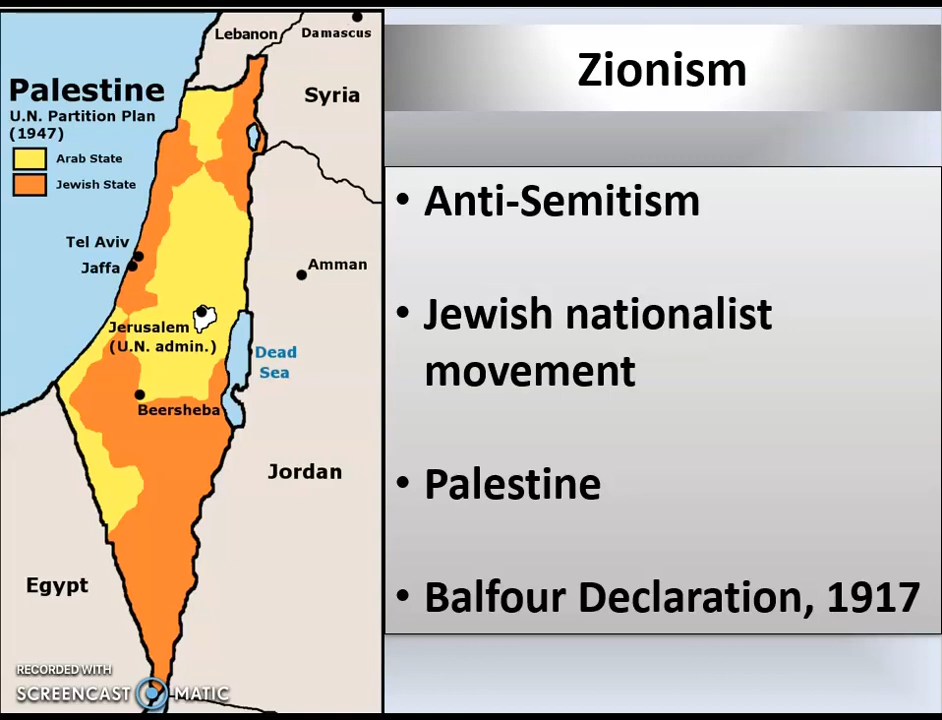 Lebanon
Damascus
Palestine
U.N. Partition Plan
(1947)
Arab State
Jewish State
Syria
Tel Aviv
Jaffa
Amman
Jerusalem
(U.N. admin.)
Dead
Sea
Beersheba
Jordan
Egypt
RECORDED WITH
SCREENCAST-O-MATIC
Zionism
• Anti-Semitism
• Jewish nationalist
movement
• Palestine
• Balfour Declaration, 1917